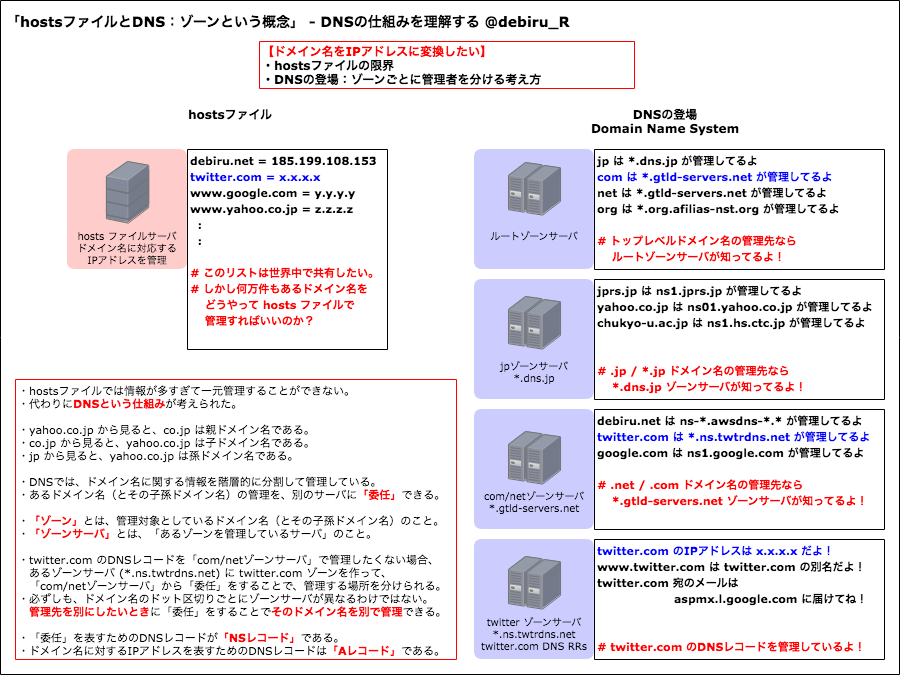 「hostsファイルとDNS：ゾーンという概念」 - DNSの仕組みを理解する @debiru_R
【ドメイン名をIPアドレスに変換したい】
・hostsファイルの限界
・DNSの登場：ゾーンごとに管理者を分ける考え方
hostsファイル
hosts ファイルサーバ
ドメイン名に対応する
IPアドレスを管理
debiru.net = 185.199.108.153
twitter.com = x.x.x.x
www.google.com = y.y.y.y
www.yahoo.co.jp = z.z.z.z
:
:
# このリストは世界中で共有したい。
# しかし何万件もあるドメイン名を
どうやって hosts ファイルで
管理すればいいのか？
・hostsファイルでは情報が多すぎて一元管理することができない。
・代わりにDNSという仕組みが考えられた。
・yahoo.co.jp から見ると、co.jp は親ドメイン名である。
・co.jp から見ると、yahoo.co.jp は子ドメイン名である。
・jp から見ると、yahoo.co.jp は孫ドメイン名である。
・DNSでは、ドメイン名に関する情報を階層的に分割して管理している。
・あるドメイン名（とその子孫ドメイン名）の管理を、別のサーバに「委任」できる。
・「ゾーン」とは、管理対象としているドメイン名（とその子孫ドメイン名）のこと。
・「ゾーンサーバ」とは、「あるゾーンを管理しているサーバ」のこと。
・twitter.com のDNSレコードを「com/netゾーンサーバ」で管理したくない場合、
あるゾーンサーバ (*.ns.twtrdns.net) に twitter.com ゾーンを作って、
「com/netゾーンサーバ」から「委任」をすることで、管理する場所を分けられる。
・必ずしも、ドメイン名のドット区切りごとにゾーンサーバが異なるわけではない。
管理先を別にしたいときに「委任」をすることでそのドメイン名を別で管理できる。
・「委任」を表すためのDNSレコードが「NSレコード」である。
・ドメイン名に対するIPアドレスを表すためのDNSレコードは「Aレコード」である。
DNSの登場
Domain Name System
ルートゾーンサーバ
jp は *.dns.jp が管理してるよ
com は *.gtld-servers.net が管理してるよ
net は *.gtld-servers.net が管理してるよ
org は *.org.afilias-nst.org が管理してるよ
# トップレベルドメイン名の管理先なら
ルートゾーンサーバが知ってるよ！
jpゾーンサーバ
*.dns.jp
jprs.jp は ns1.jprs.jp が管理してるよ
yahoo.co.jp は ns01.yahoo.co.jp が管理してるよ
chukyo-u.ac.jp は ns1.hs.ctc.jp が管理してるよ
# .jp / *.jp ドメイン名の管理先なら
*.dns.jp ゾーンサーバが知ってるよ！
com/netゾーンサーバ
*.gtld-servers.net
debiru.net は ns-*.awsdns-*.* が管理してるよ
twitter.com は *.ns.twtrdns.net が管理してるよ
google.com は ns1.google.com が管理してるよ
# .net / .com ドメイン名の管理先なら
*.gtld-servers.net ゾーンサーバが知ってるよ！
twitter ゾーンサーバ
*.ns.twtrdns.net
twitter.com DNS RRs
twitter.com のIPアドレスは x.x.x.x だよ！
www.twitter.com は twitter.com の別名だよ！
twitter.com 宛のメールは
aspmx.l.google.com に届けてね！
# twitter.com のDNSレコードを管理しているよ！